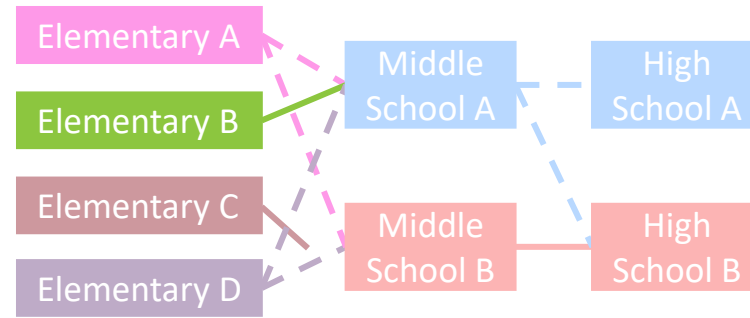 Elementary A
Elementary B
Elementary C
Elementary D
Middle
School A
Middle
School B
High
School A
High
School B